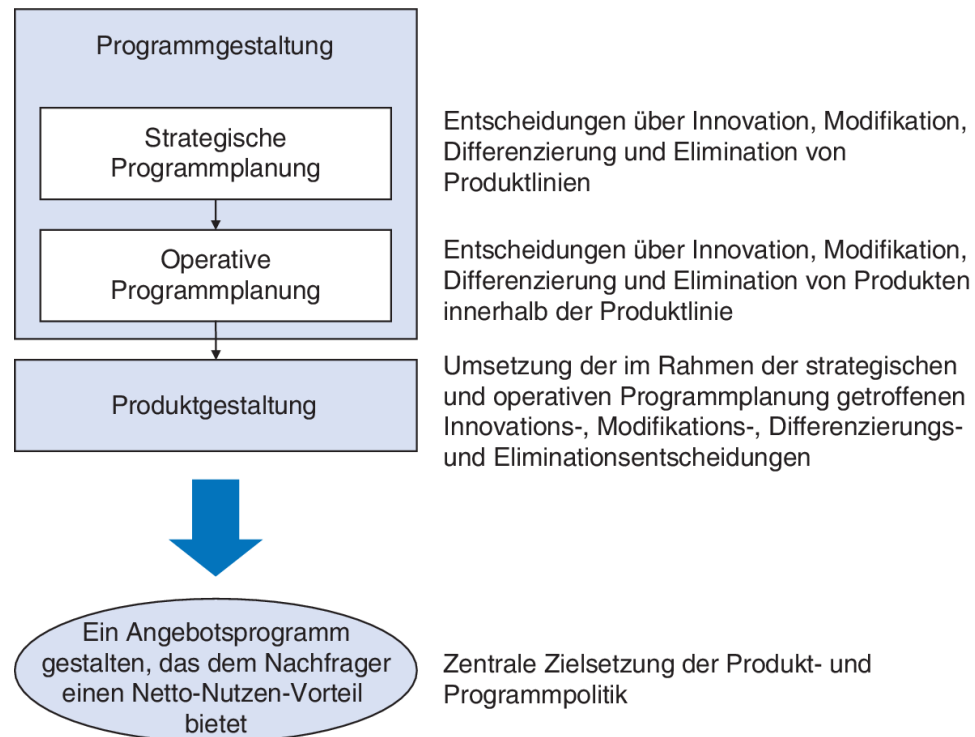 Programmgestaltung
Strategische
Programmplanung
Entscheidungen über Innovation, Modifikation,
Differenzierung und Elimination von
Produktlinien
Operative
Programmplanung
Entscheidungen über Innovation, Modifikation,
Differenzierung und Elimination von Produkten
innerhalb der Produktlinie
Produktgestaltung
Umsetzung der im Rahmen der strategischen
und operativen Programmplanung getroffenen
Innovations-, Modifikations-, Differenzierungs-
und Eliminationsentscheidungen
Ein Angebotsprogramm
gestalten, das dem Nachfrager
einen Netto-Nutzen-Vorteil
bietet
Zentrale Zielsetzung der Produkt- und
Programmpolitik